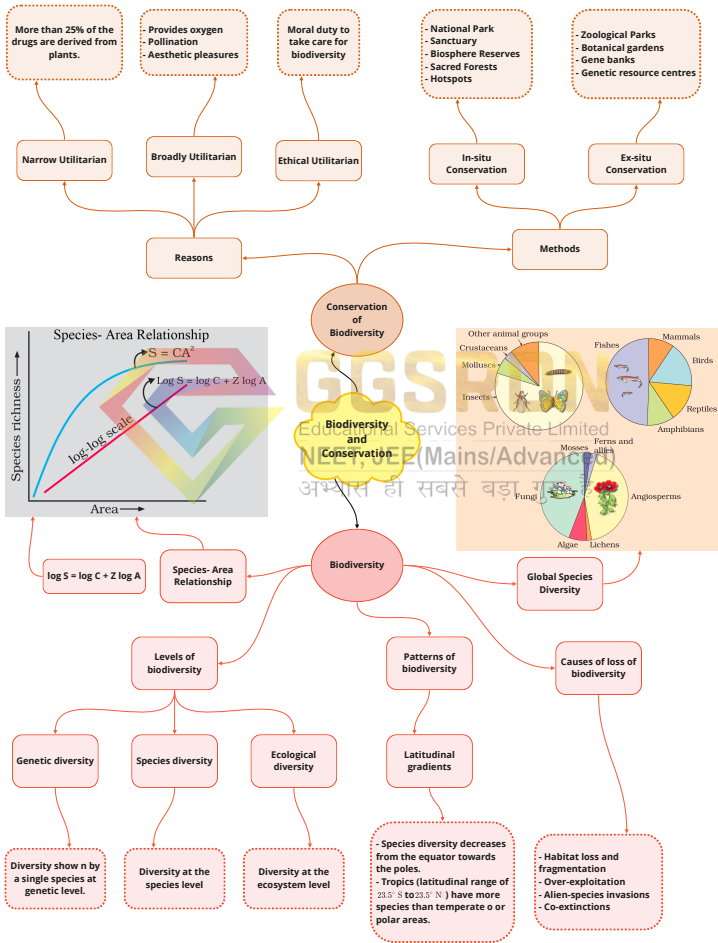 More than 25% of the
drugs are derived from
plants.
- Provides oxygen
- Pollination
- Aesthetic pleasures
Moral duty to
take care for
biodiversity
- National Park
- Sanctuary
- Biosphere Reserves
- Sacred Forests
- Hotspots
- Zoological Parks
- Botanical gardens
- Gene banks
- Genetic resource centres
Narrow Utilitarian
Broadly Utilitarian
Ethical Utilitarian
In-situ
Conservation
Ex-situ
Conservation
Reasons
Methods
Conservation
of
Biodiversity
Species- Area Relationship
S = CA^Z
Log S = log C + Z log A
log-log scale
Species richness
Area
GGSRDN
Educational Services Private Limited
NEET, JEE(Mains/Advanced)
अभ्यास ही सबसे बड़ा
Biodiversity
and
Conservation
Other animal groups
Crustaceans
Molluscs
Insects
Fishes
Mammals
Birds
Reptiles
Amphibians
Mosses
Ferns and
allies
Fungi
Angiosperms
Algae
Lichens
log S = log C + Z log A
Species- Area
Relationship
Biodiversity
Global Species
Diversity
Levels of
biodiversity
Patterns of
biodiversity
Causes of loss of
biodiversity
Genetic diversity
Species diversity
Ecological
diversity
Latitudinal
gradients
Diversity show n by
a single species at
genetic level.
Diversity at the
species level
Diversity at the
ecosystem level
- Species diversity decreases
from the equator towards
the poles.
- Tropics (latitudinal range of
23.5° S to 23.5° N) have more
species than temperate o or
polar areas.
- Habitat loss and
fragmentation
- Over-exploitation
- Alien-species invasions
- Co-extinctions